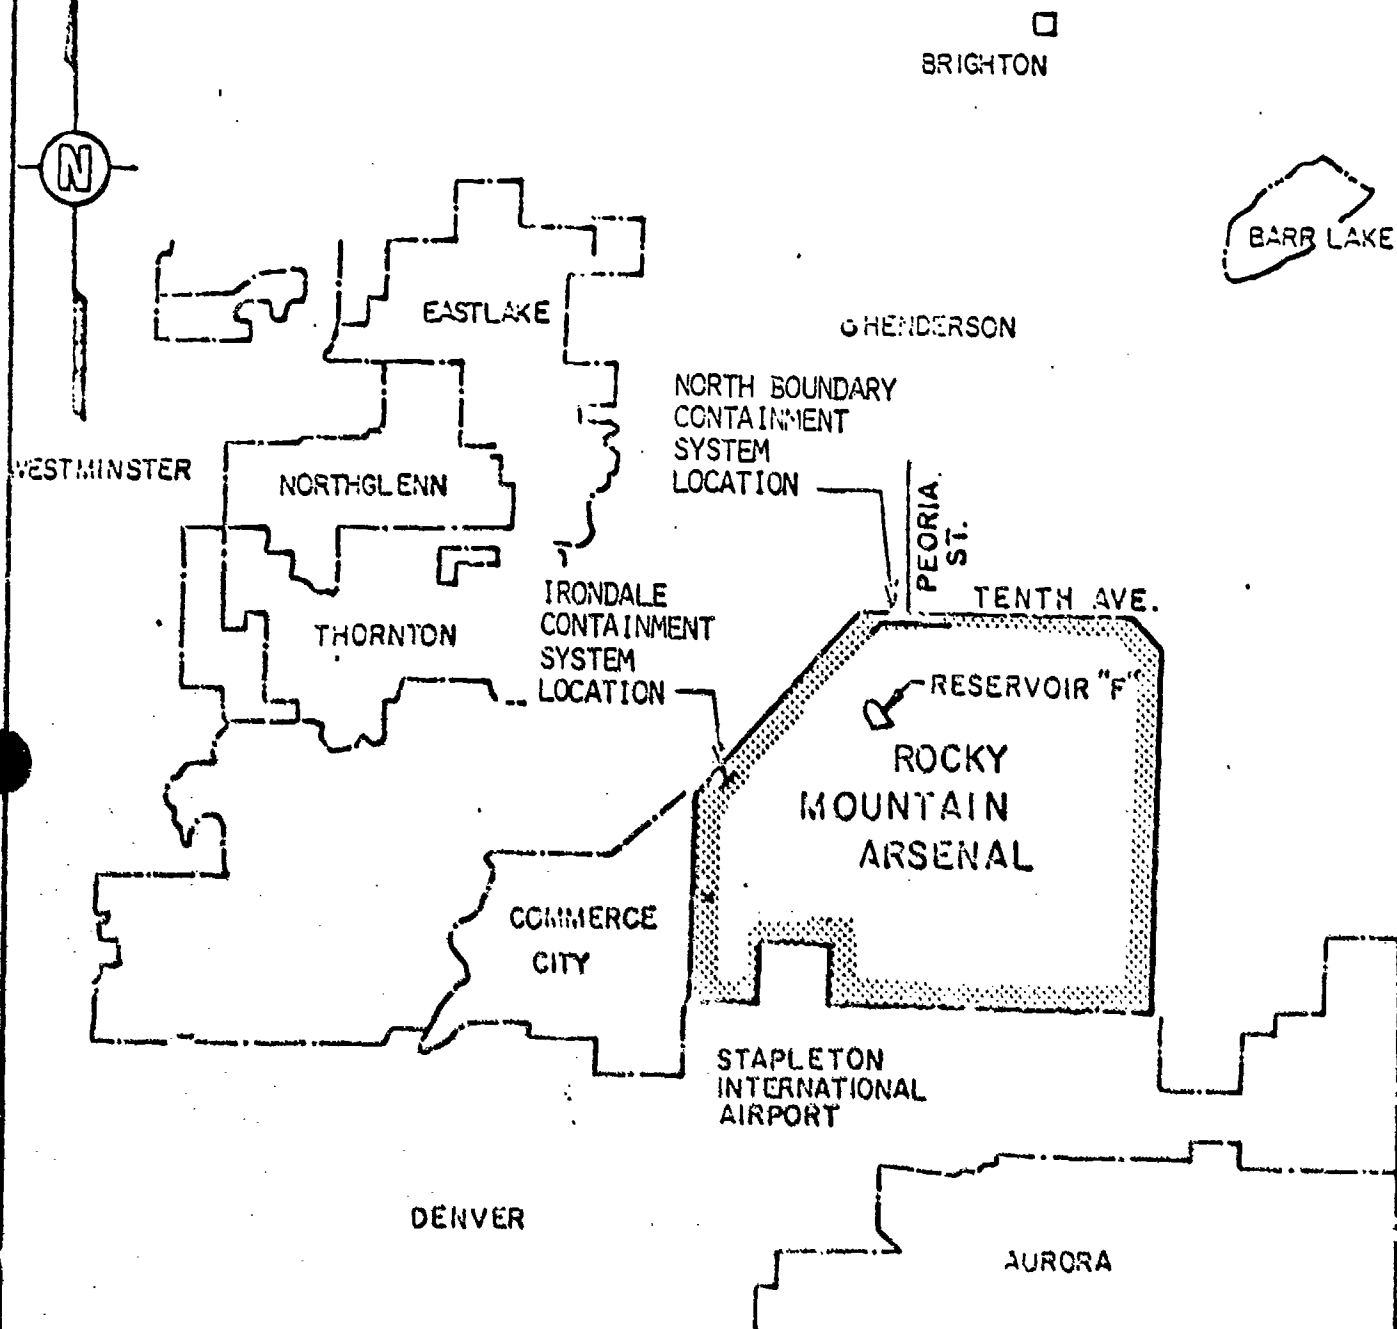 BRIGHTON
N
BARR LAKE
EASTLAKE
HENDERSON
NORTH BOUNDARY
CONTAINMENT
SYSTEM
LOCATION
WESTMINSTER
NORTHGLENN
PEORIA.
ST.
IRONDALE
CONTAINMENT
SYSTEM
LOCATION
TENTH AVE.
THORNTON
RESERVOIR "F"
ROCKY
MOUNTAIN
ARSENAL
COMMERCE
CITY
STAPLETON
INTERNATIONAL
AIRPORT
DENVER
AURORA